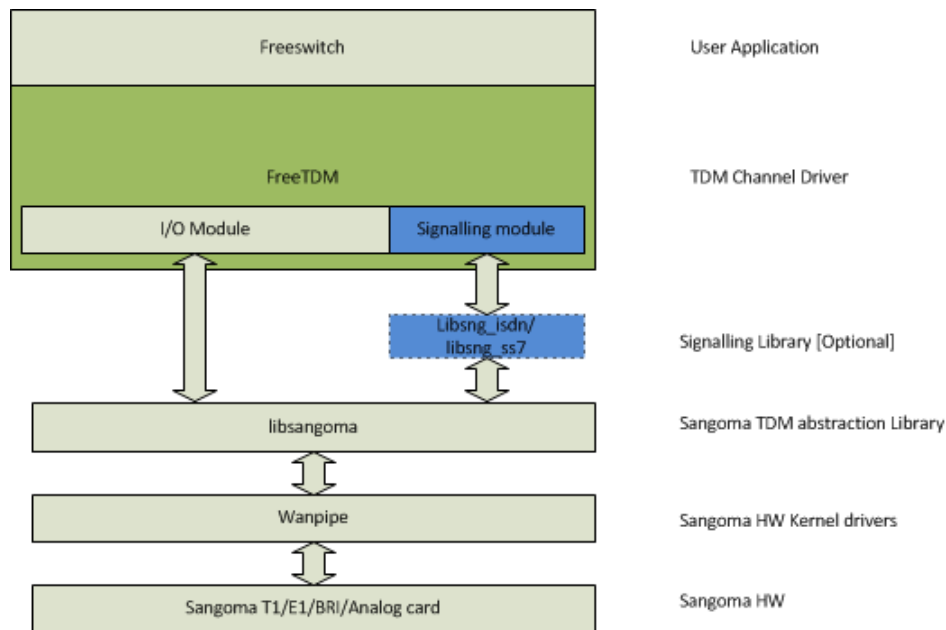 Freeswitch
User Application
FreeTDM
TDM Channel Driver
I/O Module
Signalling module
Libsng_isdn/
libsng_ss7
Signalling Library [Optional]
libsangoma
Sangoma TDM abstraction Library
Wanpipe
Sangoma HW Kernel drivers
Sangoma T1/E1/BRI/Analog card
Sangoma HW